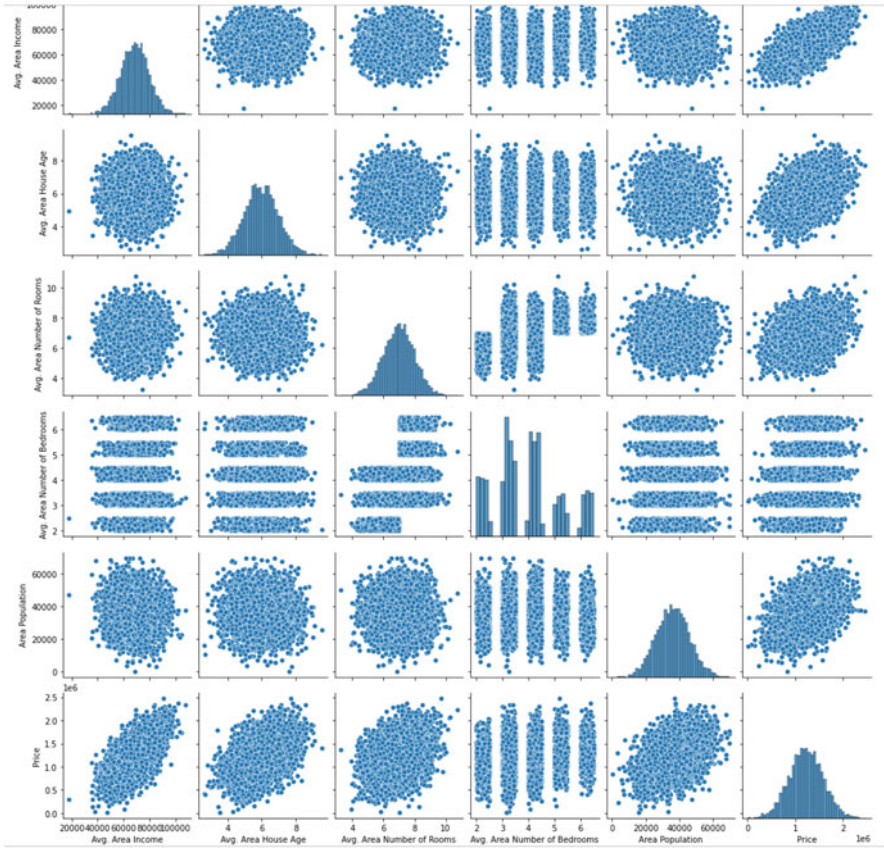 100000
80000
60000
40000
20000
Avg. Area Income
8
6
4
Avg. Area House Age
10
8
6
4
Avg. Area Number of Rooms
6
5
4
3
2
Avg. Area Number of Bedrooms
60000
40000
20000
0
Area Population
1e6
2.5
2.0
1.5
1.0
0.5
0.0
Price
20000 40000 60000 80000 100000
Avg. Area Income
4 6 8
Avg. Area House Age
4 6 8 10
Avg. Area Number of Rooms
2 3 4 5 6
Avg. Area Number of Bedrooms
0 20000 40000 60000
Area Population
0 1 2
Price
1e6